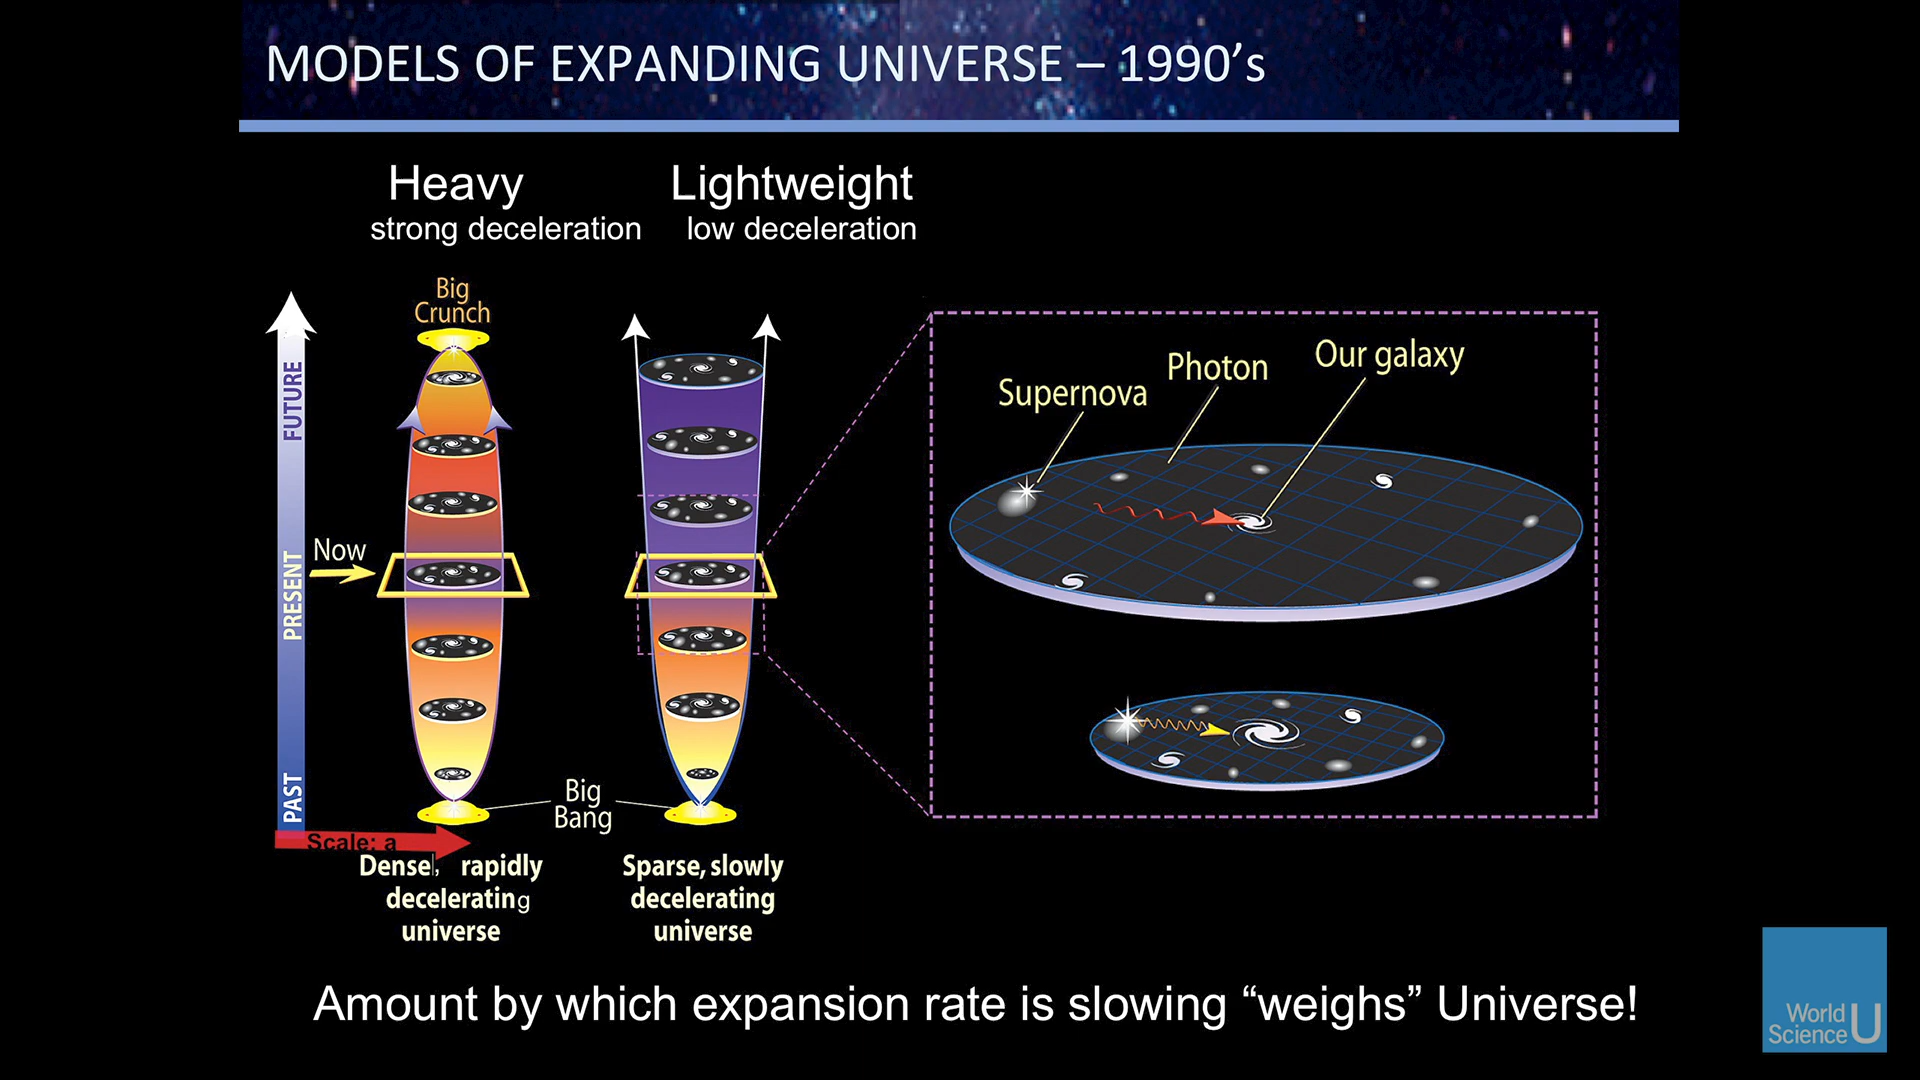 MODELS OF EXPANDING UNIVERSE – 1990’s
Heavy
strong deceleration
Lightweight
low deceleration
Big
Crunch
FUTURE
PRESENT
PAST
Now
Scale: a
Big
Bang
Dense, rapidly
decelerating
universe
Sparse, slowly
decelerating
universe
Supernova
Photon
Our galaxy
Amount by which expansion rate is slowing “weighs” Universe!
World
Science U